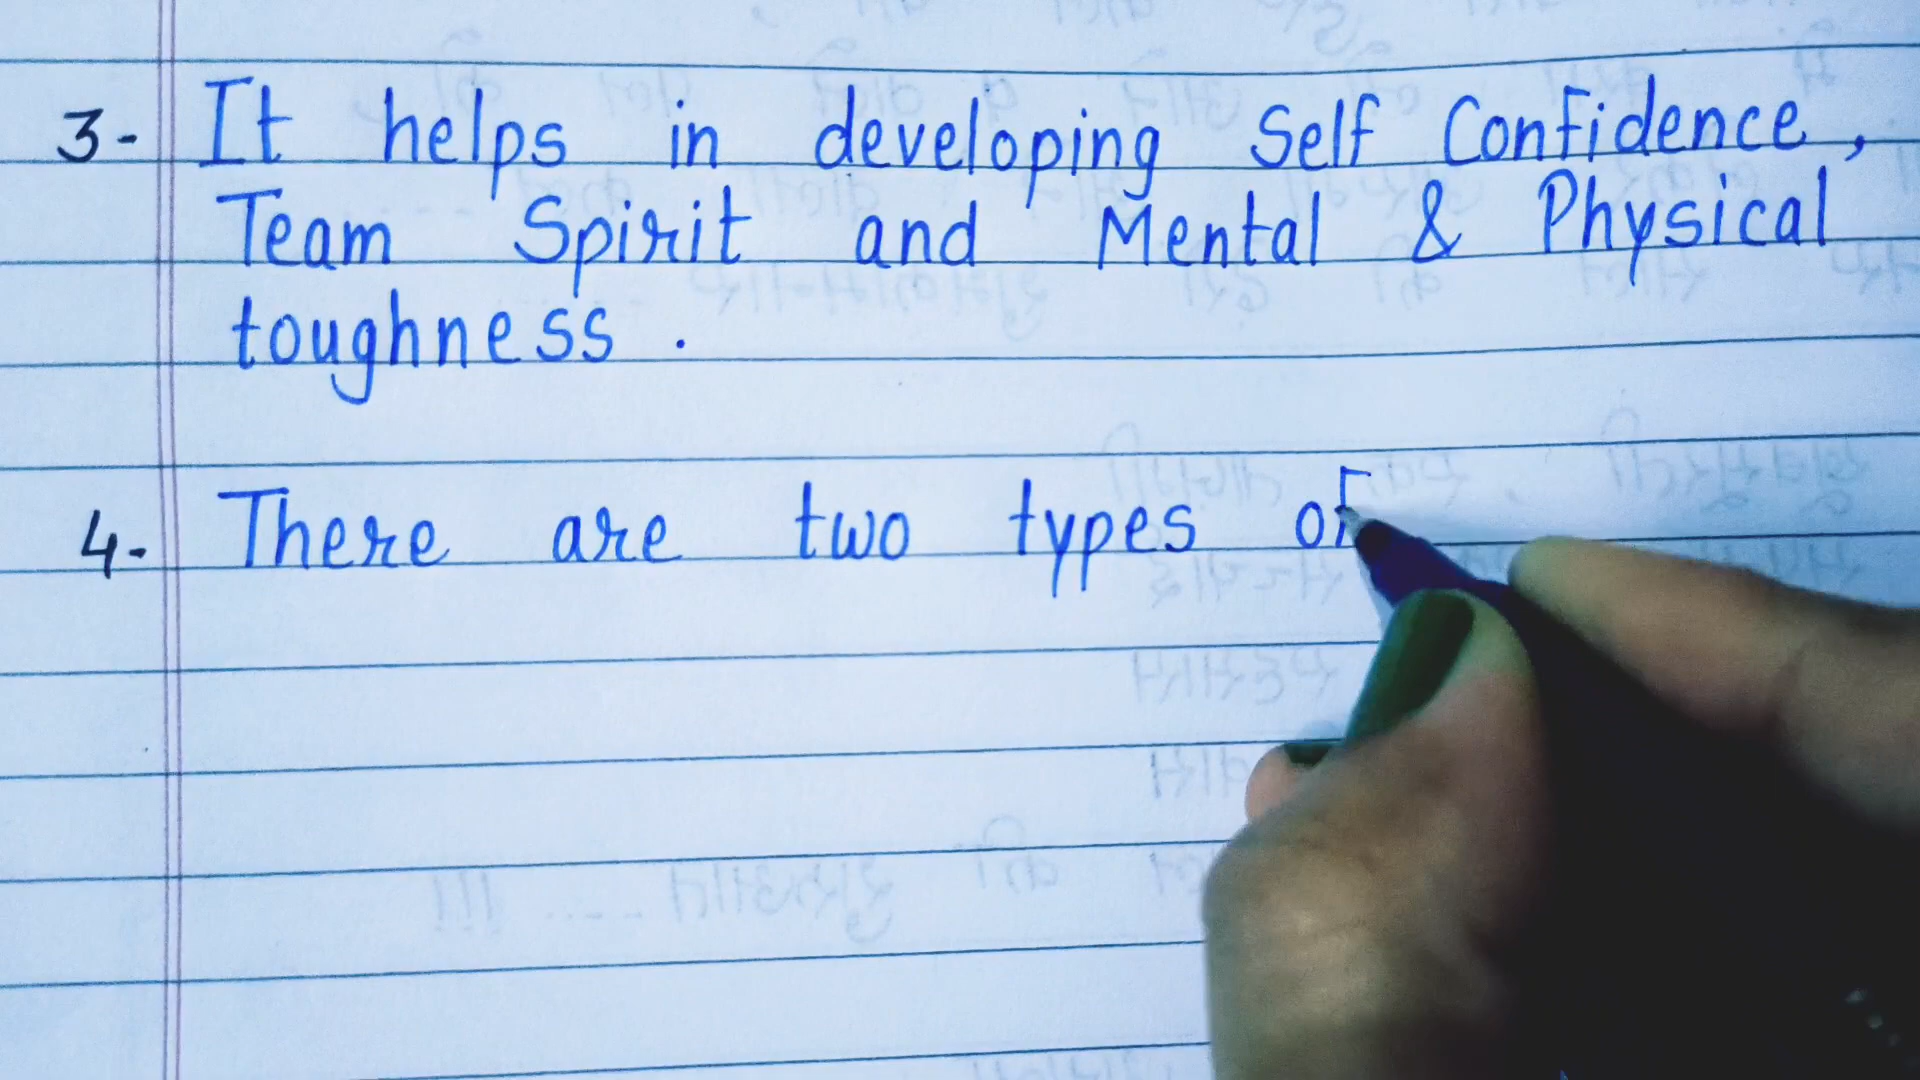 3- It helps in developing Self Confidence,
Team Spirit and Mental & Physical
toughness.
4- There are two types of